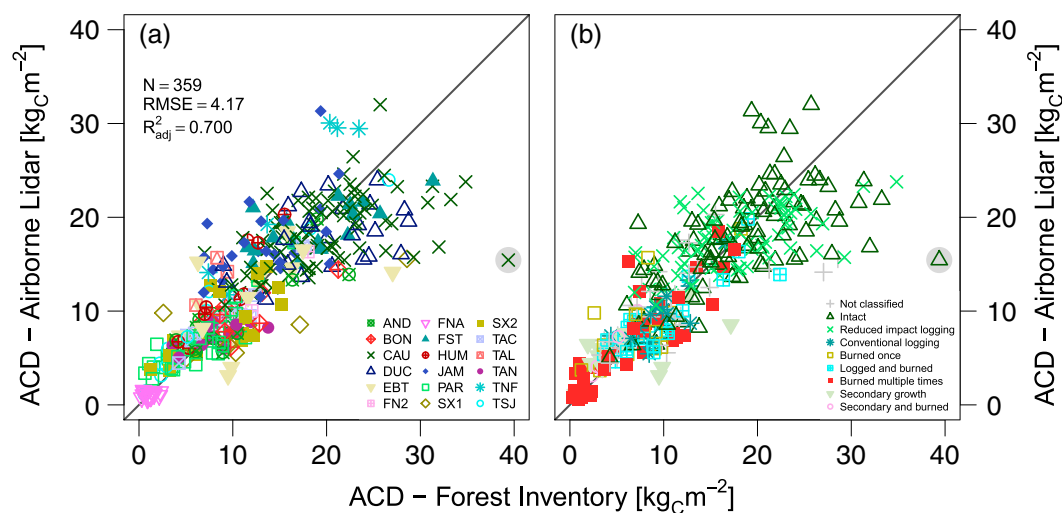 (a)
N = 359
RMSE = 4.17
R²adj = 0.700
ACD − Airborne Lidar [kgCm−2]
40
30
20
10
0
0 10 20 30 40
AND FNA SX2
BON FST TAC
CAU HUM TAL
DUC JAM TAN
EBT PAR TNF
FN2 SX1 TSJ
(b)
Not classified
Intact
Reduced impact logging
Conventional logging
Burned once
Logged and burned
Burned multiple times
Secondary growth
Secondary and burned
0 10 20 30 40
40
30
20
10
0
ACD − Airborne Lidar [kgCm−2]
ACD − Forest Inventory [kgCm−2]